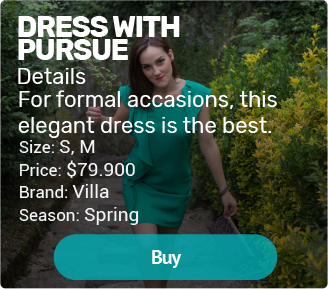 DRESS WITH
PURSUE
Details
For formal accasions, this
elegant dress is the best.
Size: S, M
Price: $79.900
Brand: Villa
Season: Spring
Buy